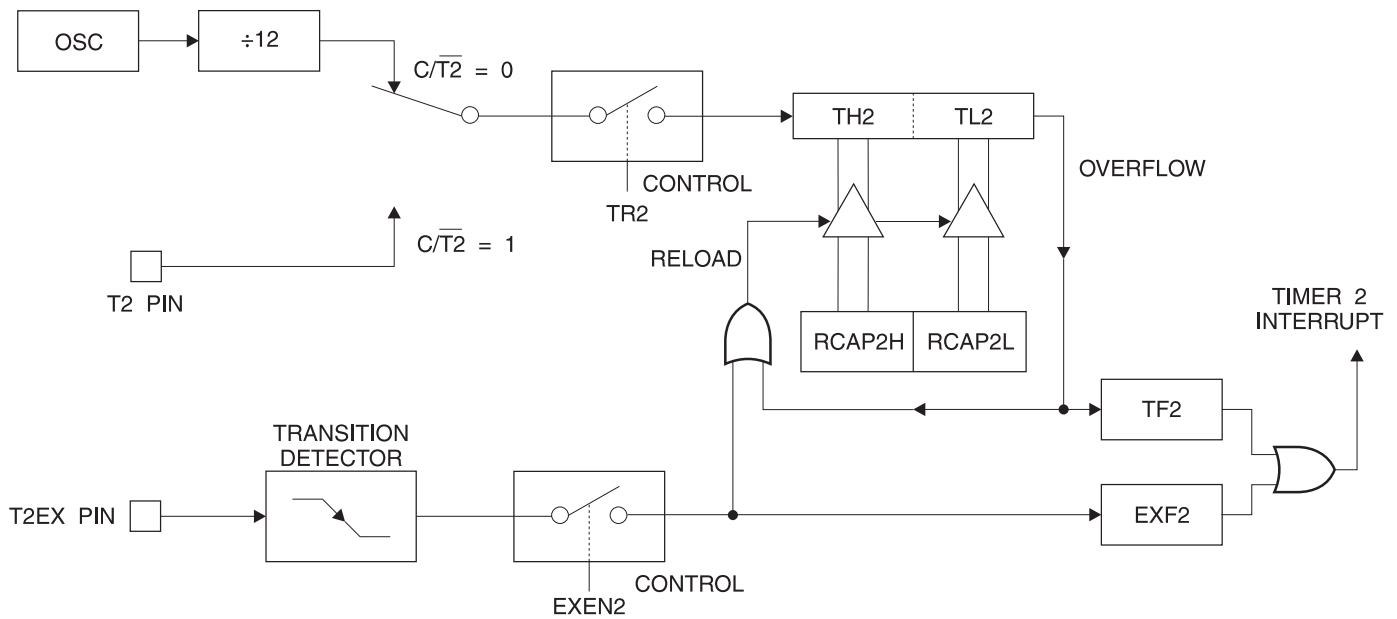 OSC
÷12
C/T2̅ = 0
TH2
TL2
OVERFLOW
CONTROL
TR2
C/T2̅ = 1
RELOAD
T2 PIN
TIMER 2
INTERRUPT
RCAP2H
RCAP2L
TF2
TRANSITION
DETECTOR
T2EX PIN
EXF2
CONTROL
EXEN2